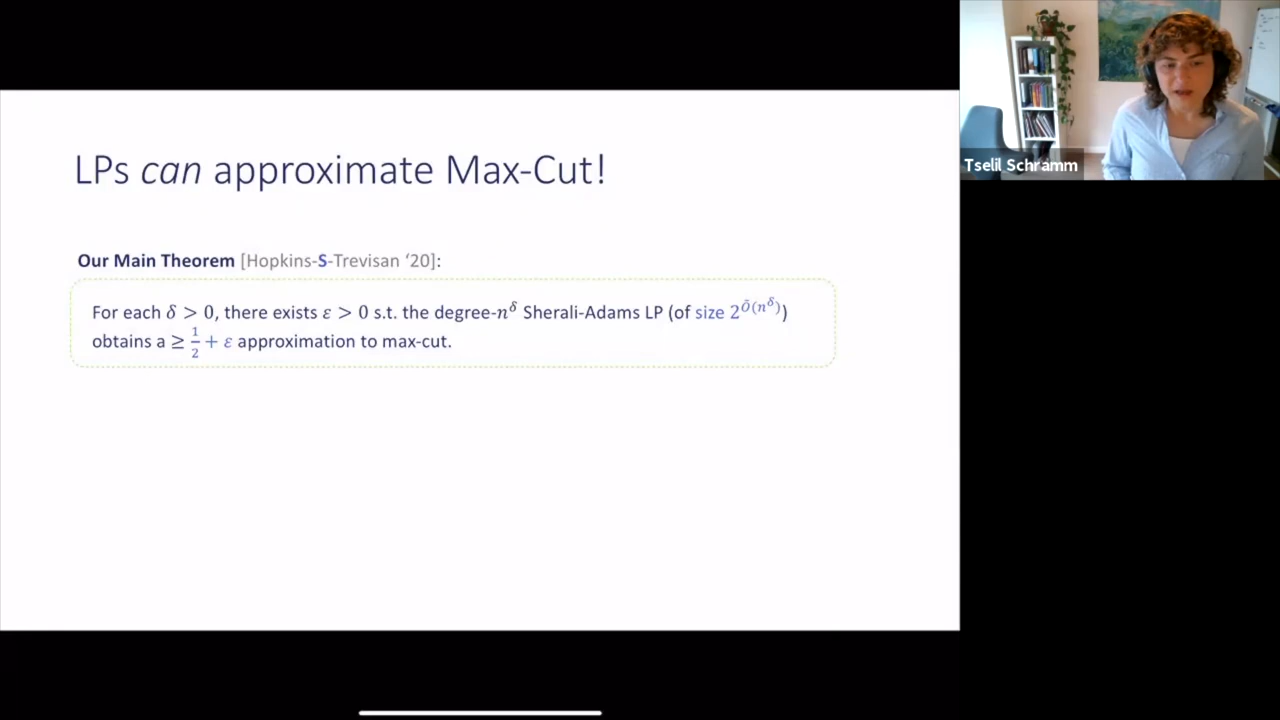 LPs can approximate Max-Cut!
Tselil Schramm
Our Main Theorem [Hopkins-S-Trevisan ‘20]:
For each δ > 0, there exists ε > 0 s.t. the degree-n^δ Sherali-Adams LP (of size 2^{Õ(n^δ)})
obtains a ≥ 1/2 + ε approximation to max-cut.